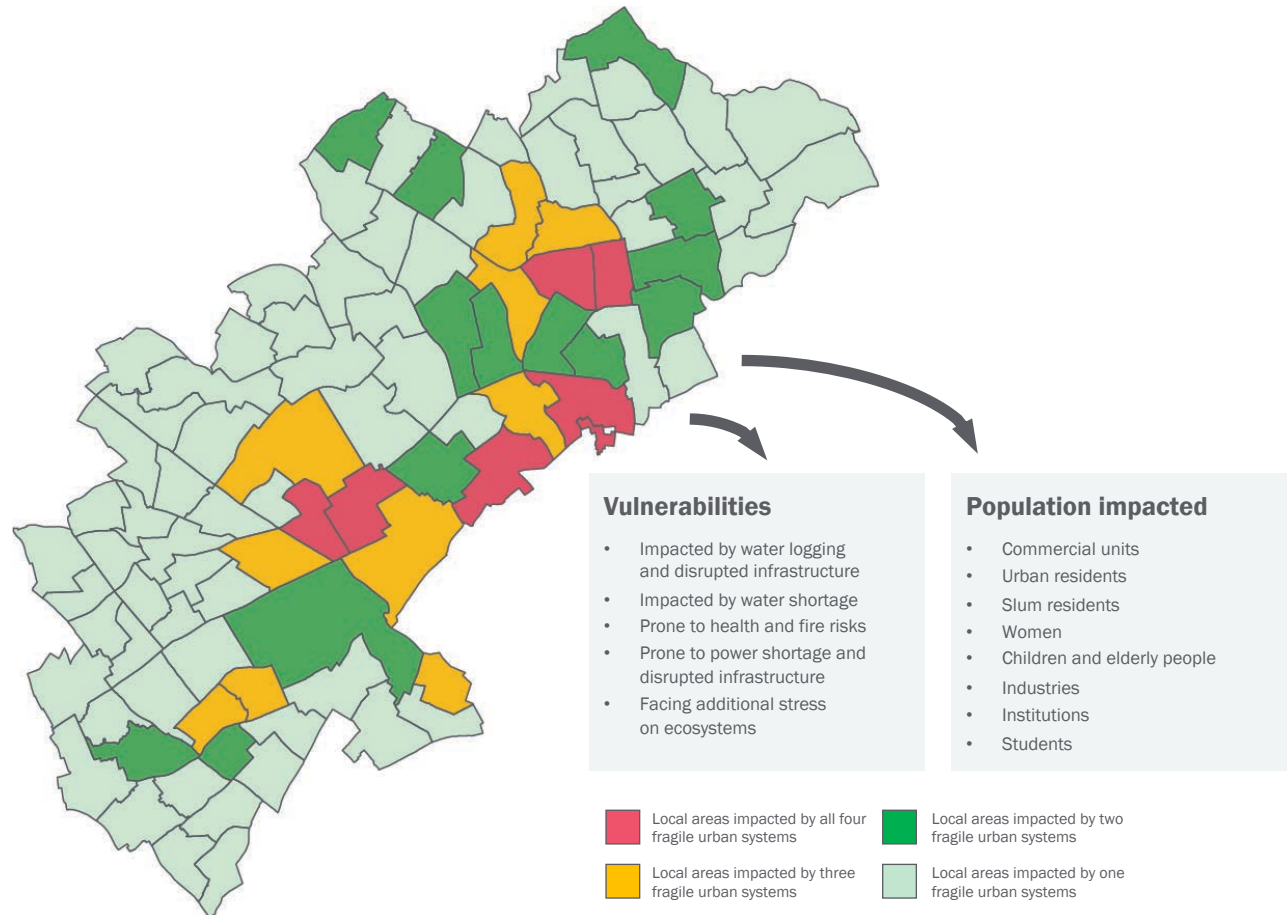 Vulnerabilities
• Impacted by water logging
and disrupted infrastructure
• Impacted by water shortage
• Prone to health and fire risks
• Prone to power shortage and
disrupted infrastructure
• Facing additional stress
on ecosystems
Population impacted
• Commercial units
• Urban residents
• Slum residents
• Women
• Children and elderly people
• Industries
• Institutions
• Students
Local areas impacted by all four
fragile urban systems
Local areas impacted by three
fragile urban systems
Local areas impacted by two
fragile urban systems
Local areas impacted by one
fragile urban systems